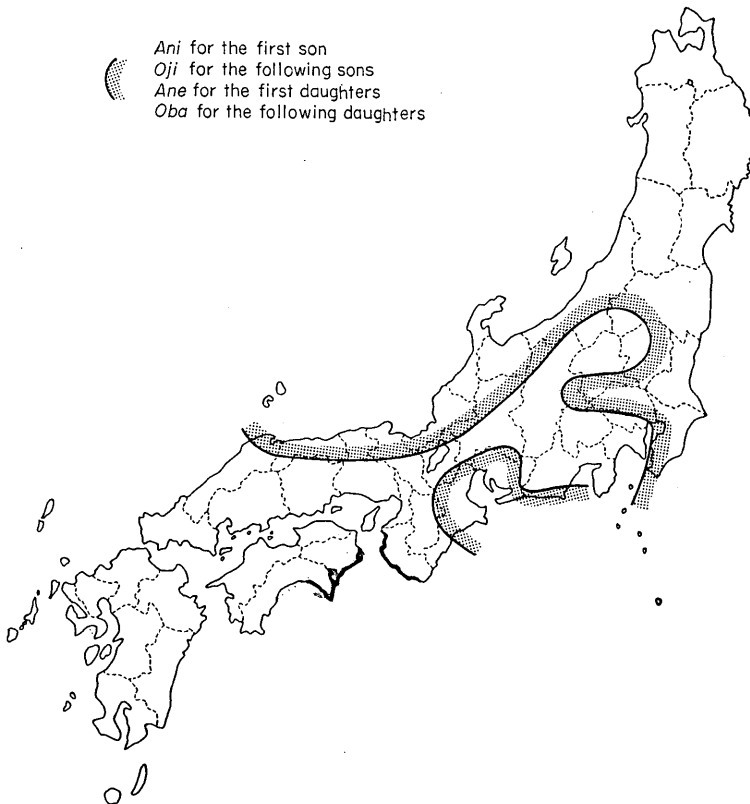 Ani for the first son
Oji for the following sons
Ane for the first daughters
Oba for the following daughters